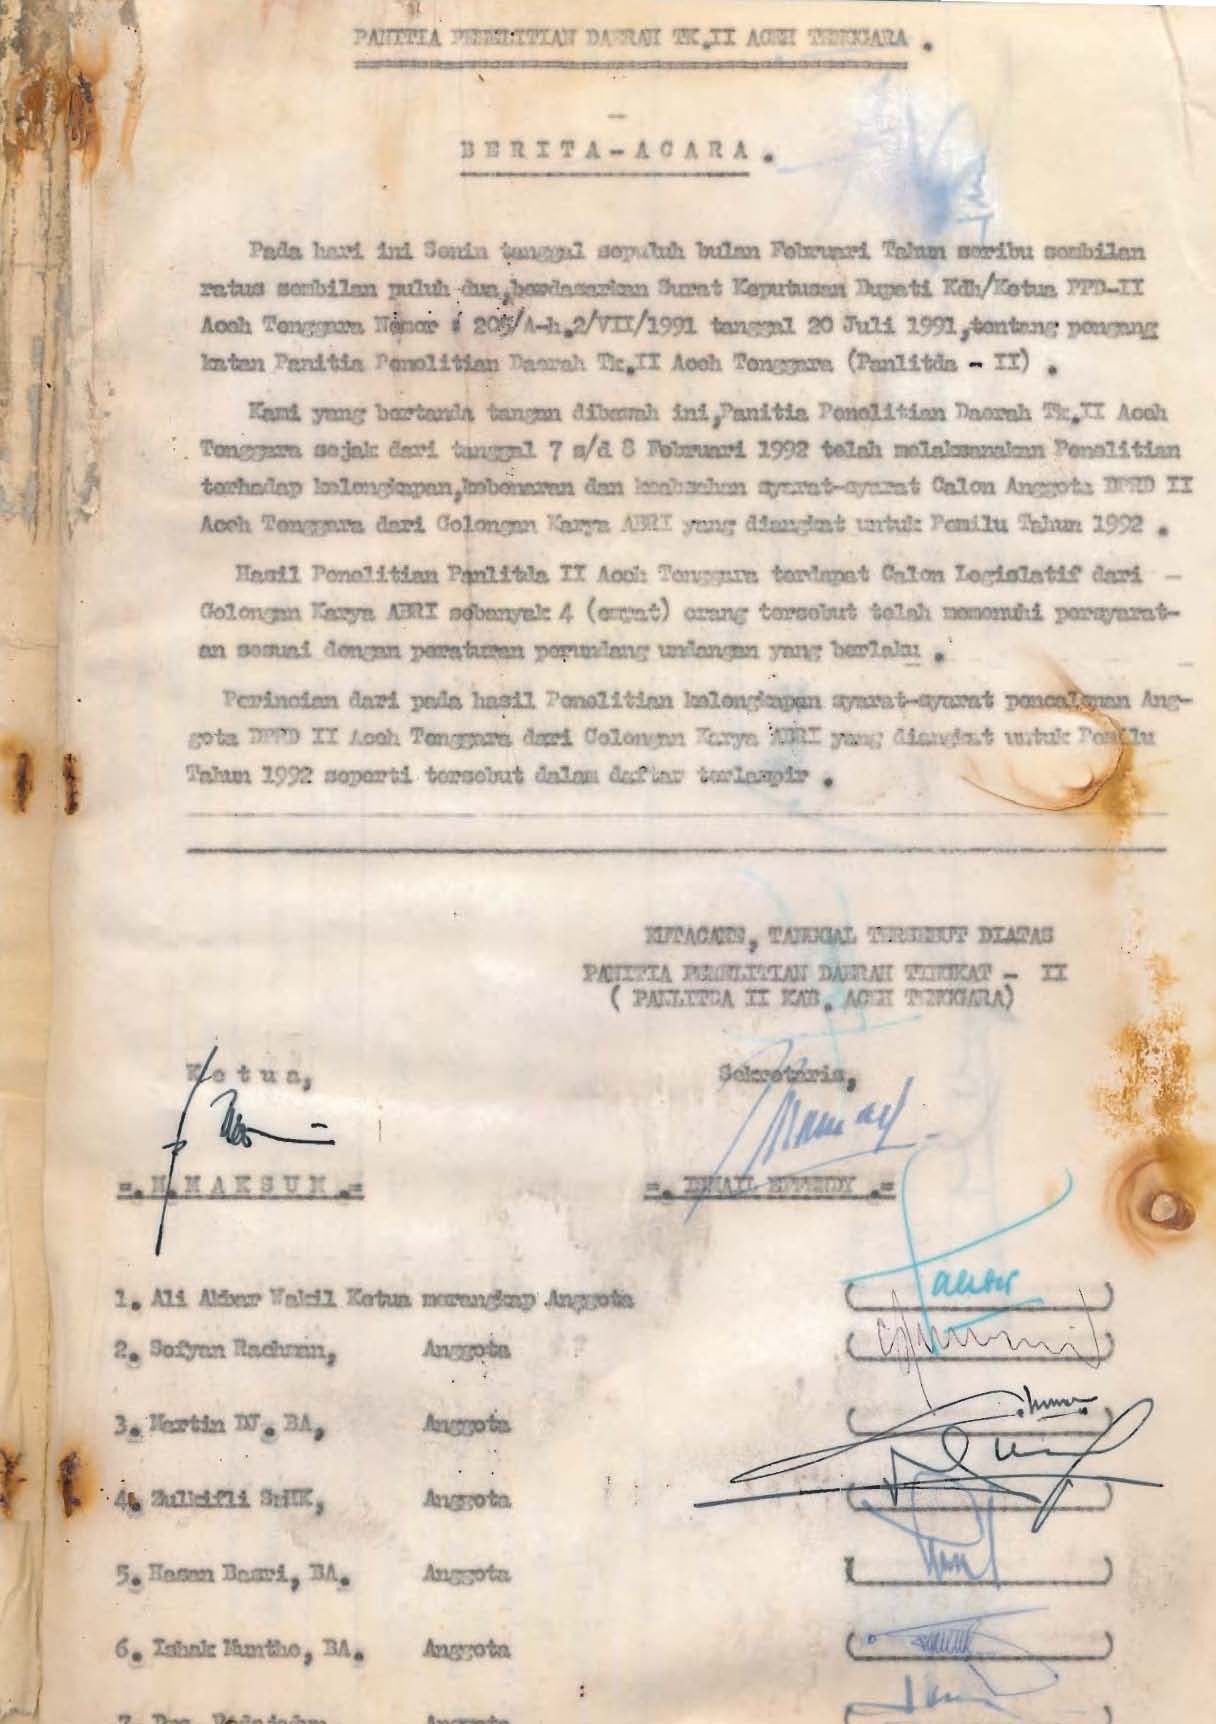 PANITIA PENELITIAN DAERAH TK.II ACEH TENGGARA .
BERITA-ACARA .
Pada hari ini Senin tanggal sepuluh bulan Februari Tahun seribu sembilan
ratus sembilan puluh dua,berdasarkan Surat Keputusan Bupati Kdh/Ketua PPD-II
Aceh Tenggara Nomor : 205/A-h.2/VII/1991 tanggal 20 Juli 1991,tentang pengang
katan Panitia Penelitian Daerah Tk.II Aceh Tenggara (Panlitda - II) .
Kami yang bertanda tangan dibawah ini,Panitia Penelitian Daerah Tk.II Aceh
Tenggara sejak dari tanggal 7 s/d 8 Februari 1992 telah melaksanakan Penelitian
terhadap kelengkapan,kebenaran dan keabsahan syarat-syarat Calon Anggota DPRD II
Aceh Tenggara dari Golongan Karya ABRI yang diangkat untuk Pemilu Tahun 1992 .
Hasil Penelitian Panlitda II Aceh Tenggara terdapat Calon Legislatif dari -
Golongan Karya ABRI sebanyak 4 (empat) orang tersebut telah memenuhi persyarat-
an sesuai dengan peraturan perundang undangan yang berlaku .
Perincian dari pada hasil Penelitian kelengkapan syarat-syarat pencalonan Ang-
gota DPRD II Aceh Tenggara dari Golongan Karya ABRI yang diangkat untuk Pemilu
Tahun 1992 seperti tersebut dalam daftar terlampir .
KUTACANE, TANGGAL TERSEBUT DIATAS
PANITIA PENELITIAN DAERAH TINGKAT - II
( PANLITDA II KAB. ACEH TENGGARA)
Ketua,
Sekretaris,
=.M.MAKSUM.=
=. ISMAIL EFFENDY .=
1. Ali Akbar Wakil Ketua merangkap Anggota
2. Sofyan Rachman, Anggota
3. Martin DJ. BA, Anggota
4. Zulkifli SmHK, Anggota
5. Hasan Basri, BA. Anggota
6. Ishak Munthe, BA. Anggota